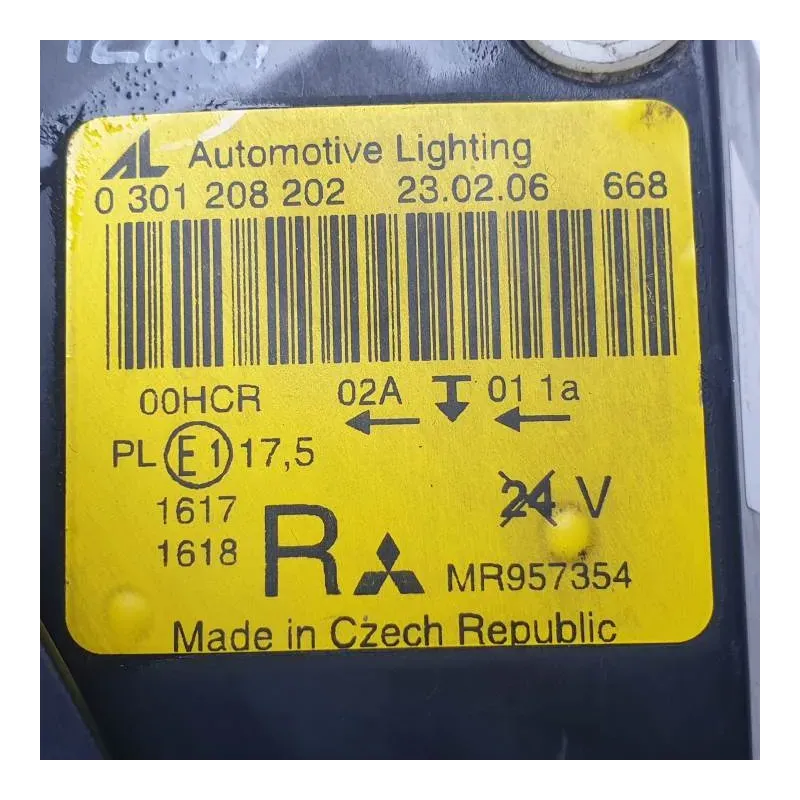 AL Automotive Lighting
0 301 208 202 23.02.06 668
00HCR 02A 01 1a
PL E1 17,5
1617
1618
R
24 V
MR957354
Made in Czech Republic